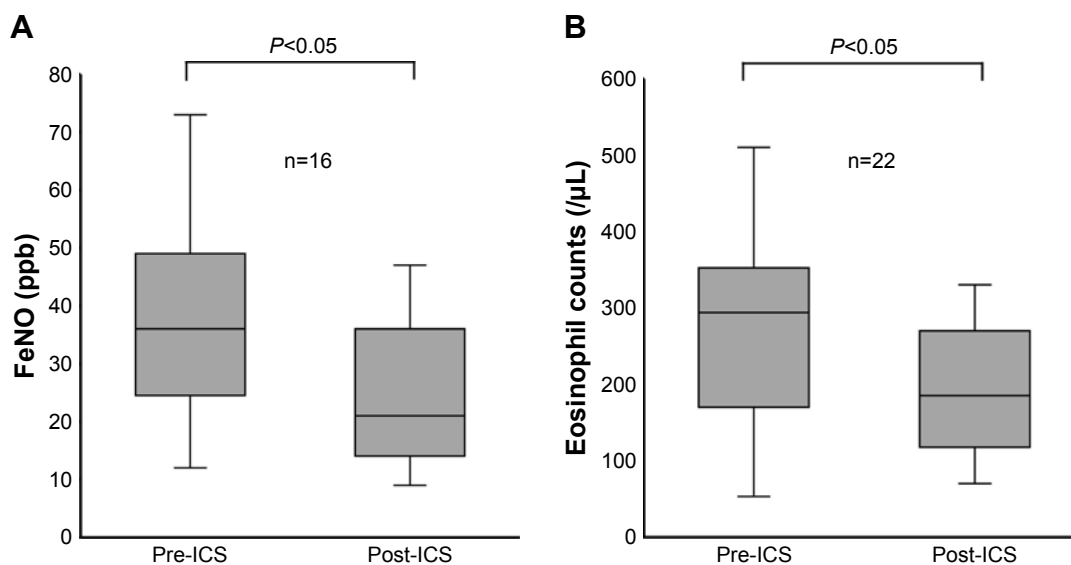 A
P<0.05
80
70
60
50
40
30
20
10
0
FeNO (ppb)
n=16
Pre-ICS
Post-ICS
B
P<0.05
600
500
400
300
200
100
0
Eosinophil counts (/μL)
n=22
Pre-ICS
Post-ICS